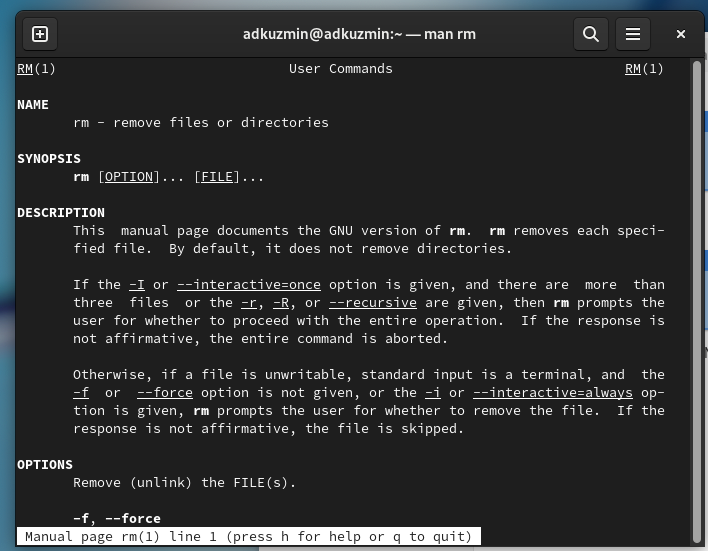 adkuzmin@adkuzmin:~ — man rm
RM(1) User Commands RM(1)
NAME
rm - remove files or directories
SYNOPSIS
rm [OPTION]... [FILE]...
DESCRIPTION
This manual page documents the GNU version of rm. rm removes each speci-
fied file. By default, it does not remove directories.
If the -I or --interactive=once option is given, and there are more than
three files or the -r, -R, or --recursive are given, then rm prompts the
user for whether to proceed with the entire operation. If the response is
not affirmative, the entire command is aborted.
Otherwise, if a file is unwritable, standard input is a terminal, and the
-f or --force option is not given, or the -i or --interactive=always op-
tion is given, rm prompts the user for whether to remove the file. If the
response is not affirmative, the file is skipped.
OPTIONS
Remove (unlink) the FILE(s).
-f, --force
Manual page rm(1) line 1 (press h for help or q to quit)